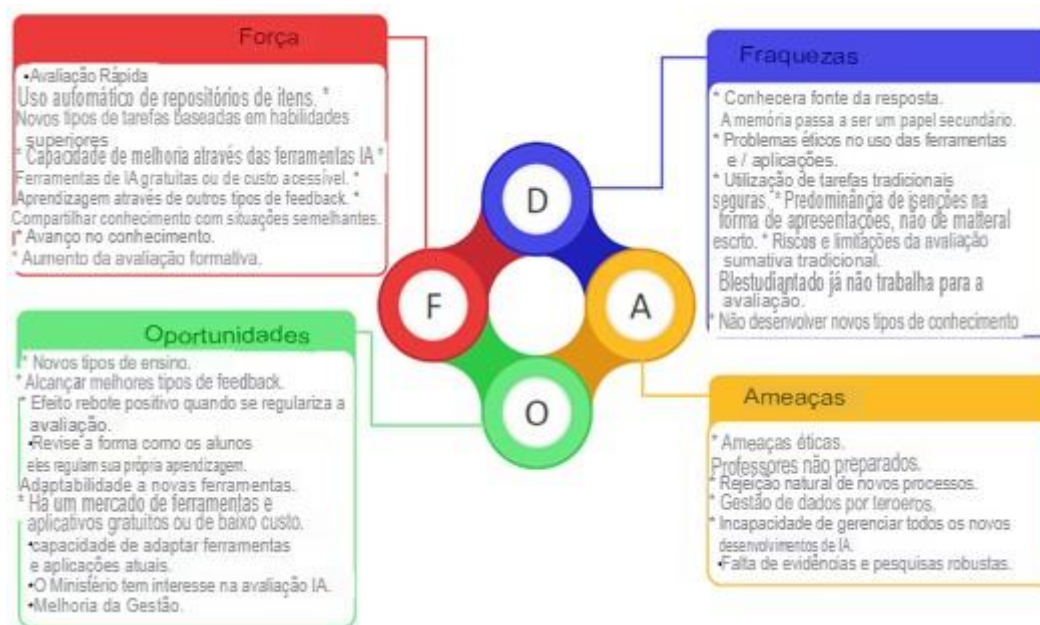 Força
•Avaliação Rápida
Uso automático de repositórios de itens. *
Novos tipos de tarefas baseadas em habilidades
superiores
* Capacidade de melhoria através das ferramentas IA *
Ferramentas de IA gratuitas ou de custo acessível. *
Aprendizagem através de outros tipos de feedback. *
Compartilhar conhecimento com situações semelhantes.
* Avanço no conhecimento.
* Aumento da avaliação formativa.
Fraquezas
* Conhecera fonte da resposta.
A memória passa a ser um papel secundário.
* Problemas éticos no uso das ferramentas
e / aplicações.
* Utilização de tarefas tradicionais
seguras. * Predominância de isenções na
forma de apresentações, não de matteral
escrto. * Riscos e limitações da avaliação
sumativa tradicional.
Blestudiantado já não trabalha para a
avaliação.
* Não desenvolver novos tipos de conhecimento
D
F
A
O
Oportunidades
* Novos tipos de ensino.
* Alcançar melhores tipos de feedback.
* Efeito rebote positivo quando se regulariza a
avaliação.
•Revise a forma como os alunos
eles regulam sua própria aprendizagem.
Adaptabilidade a novas ferramentas.
* Há um mercado de ferramentas e
aplicativos gratuitos ou de baixo custo.
•capacidade de adaptar ferramentas
e aplicações atuais.
•O Ministério tem interesse na avaliação IA.
•Melhoria da Gestão.
Ameaças
* Ameaças éticas.
Professores não preparados.
* Rejeição natural de novos processos.
* Gestão de dados por terceros.
* Incapacidade de gerenciar todos os novos
desenvolvimentos de IA.
•Falta de evidências e pesquisas robustas.